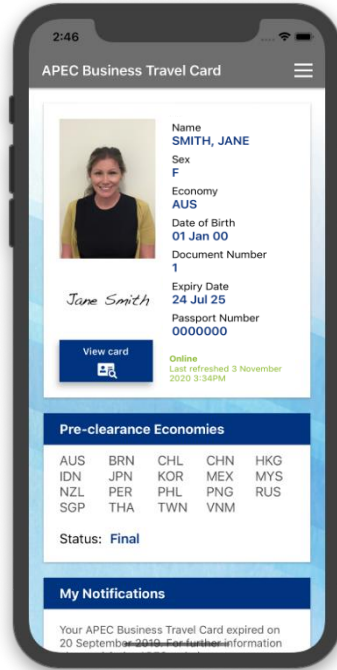 2:46
APEC Business Travel Card
Name
SMITH, JANE
Sex
F
Economy
AUS
Date of Birth
01 Jan 00
Document Number
1
Expiry Date
24 Jul 25
Passport Number
0000000
Jane Smith
View card
Online
Last refreshed 3 November
2020 3:34PM
Pre-clearance Economies
AUS BRN CHL CHN HKG
IDN JPN KOR MEX MYS
NZL PER PHL PNG RUS
SGP THA TWN VNM
Status: Final
My Notifications
Your APEC Business Travel Card expired on
20 September 2019. For further information